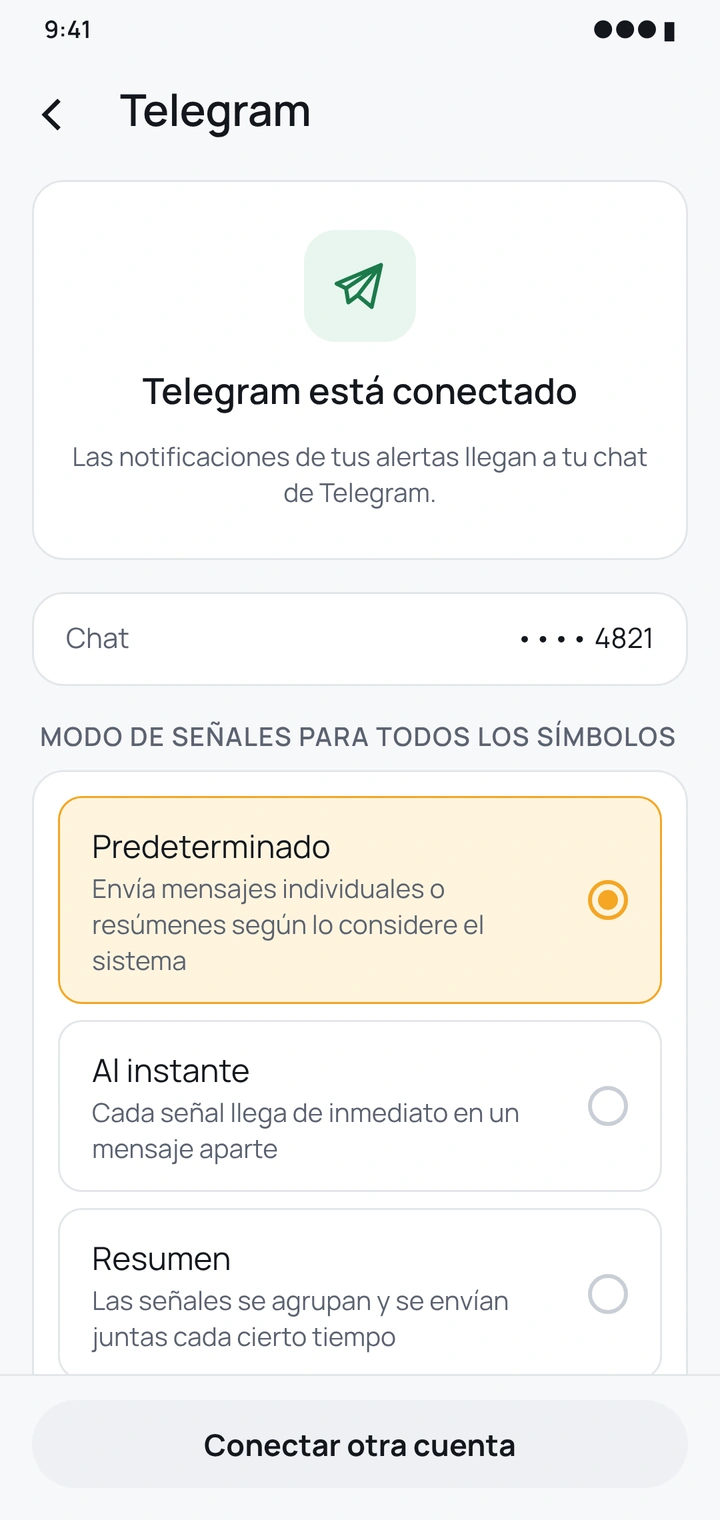 9:41
Telegram
Telegram está conectado
Las notificaciones de tus alertas llegan a tu chat
de Telegram.
Chat
•••• 4821
MODO DE SEÑALES PARA TODOS LOS SÍMBOLOS
Predeterminado
Envía mensajes individuales o
resúmenes según lo considere el
sistema
Al instante
Cada señal llega de inmediato en un
mensaje aparte
Resumen
Las señales se agrupan y se envían
juntas cada cierto tiempo
Conectar otra cuenta